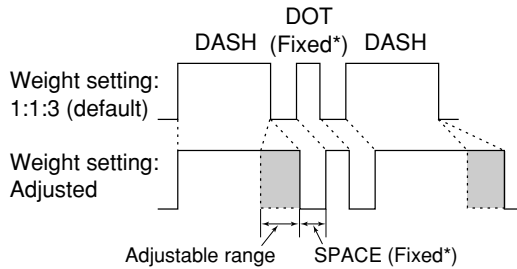 DOT
DASH (Fixed*) DASH
Weight setting:
1:1:3 (default)
Weight setting:
Adjusted
Adjustable range SPACE (Fixed*)